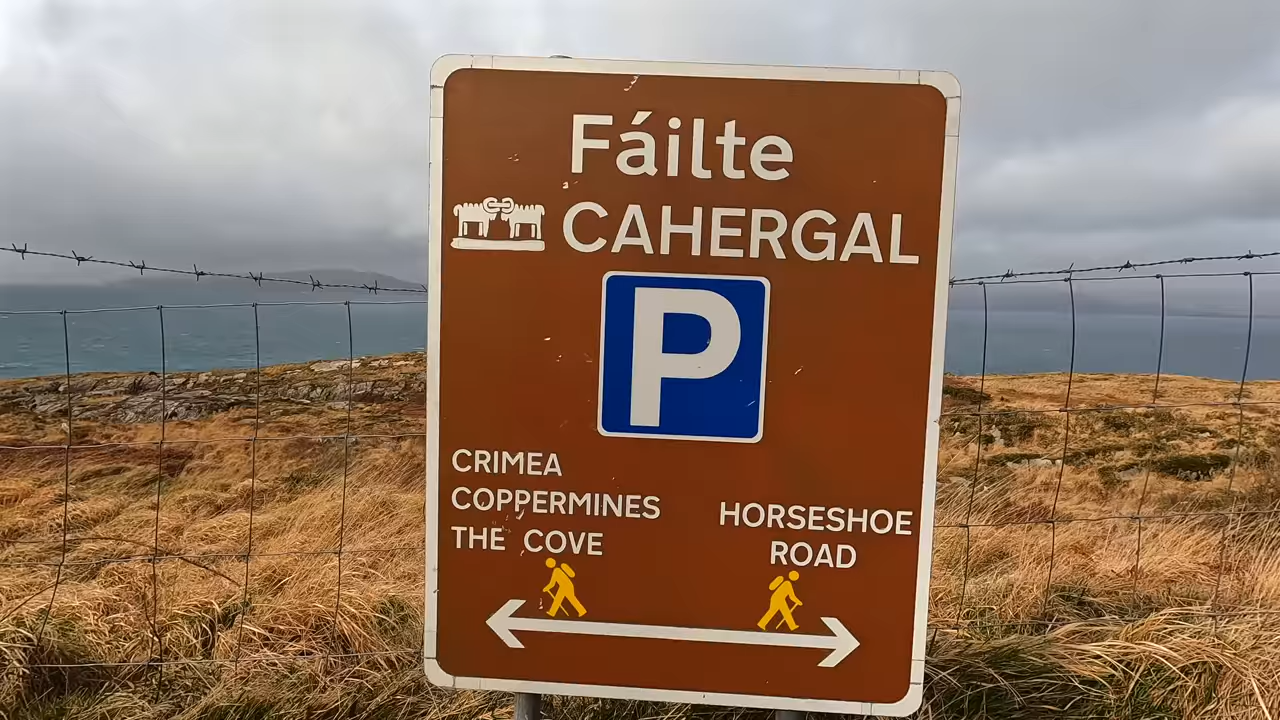 Fáilte
CAHERGAL
P
CRIMEA
COPPERMINES
THE COVE
HORSESHOE
ROAD